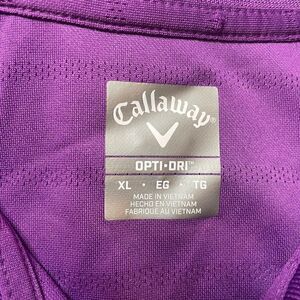 Callaway®
OPTI•DRI™
XL • EG • TG
MADE IN VIETNAM
HECHO EN VIETNAM
FABRIQUÉ AU VIETNAM